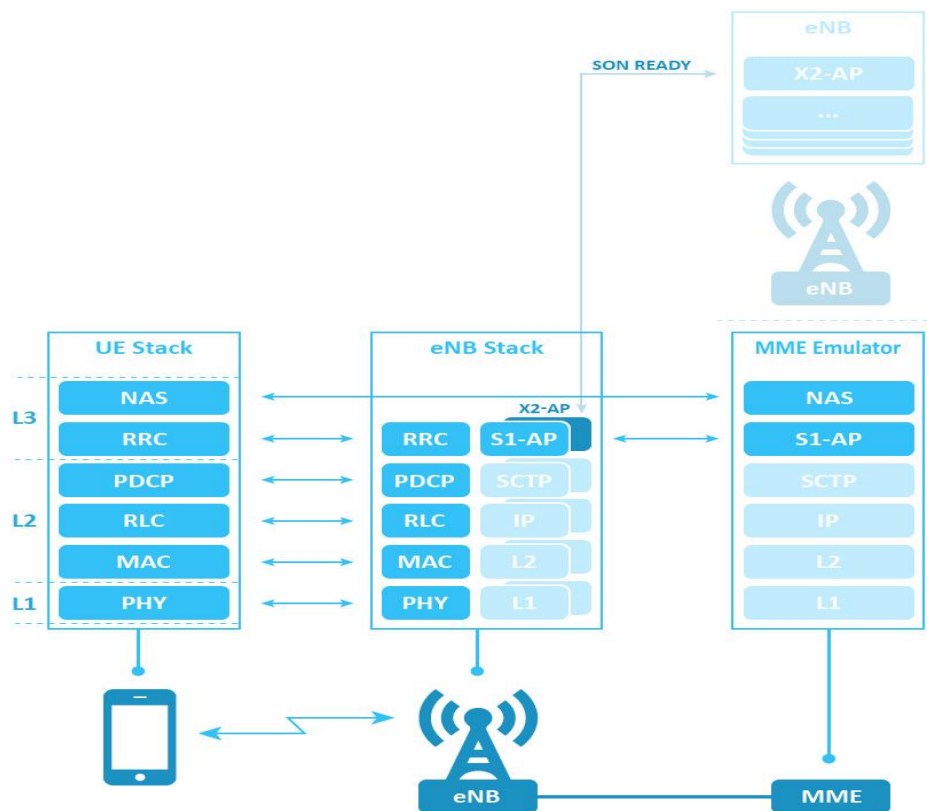 eNB
X2-AP
...
SON READY
eNB
UE Stack
eNB Stack
MME Emulator
L3
NAS
NAS
X2-AP
RRC
RRC
S1-AP
S1-AP
L2
PDCP
PDCP
SCTP
SCTP
RLC
RLC
IP
IP
MAC
MAC
L2
L2
L1
PHY
PHY
L1
L1
eNB
MME